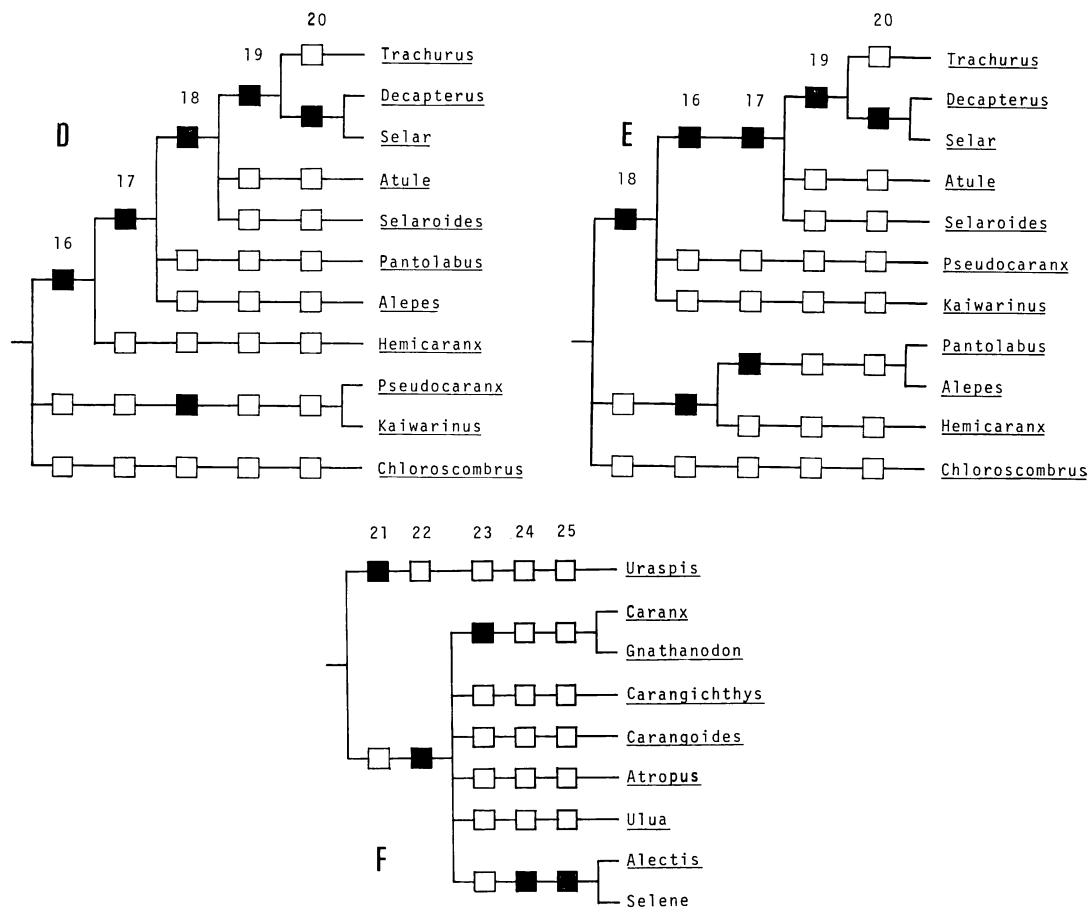 D
16
17
18
19
20
Trachurus
Decapterus
Selar
Atule
Selaroides
Pantolabus
Alepes
Hemicaranx
Pseudocaranx
Kaiwarinus
Chloroscombrus
E
18
16
17
19
20
Trachurus
Decapterus
Selar
Atule
Selaroides
Pseudocaranx
Kaiwarinus
Pantolabus
Alepes
Hemicaranx
Chloroscombrus
F
21 22 23 24 25
Uraspis
Caranx
Gnathanodon
Carangichthys
Carangoides
Atropus
Ulua
Alectis
Selene